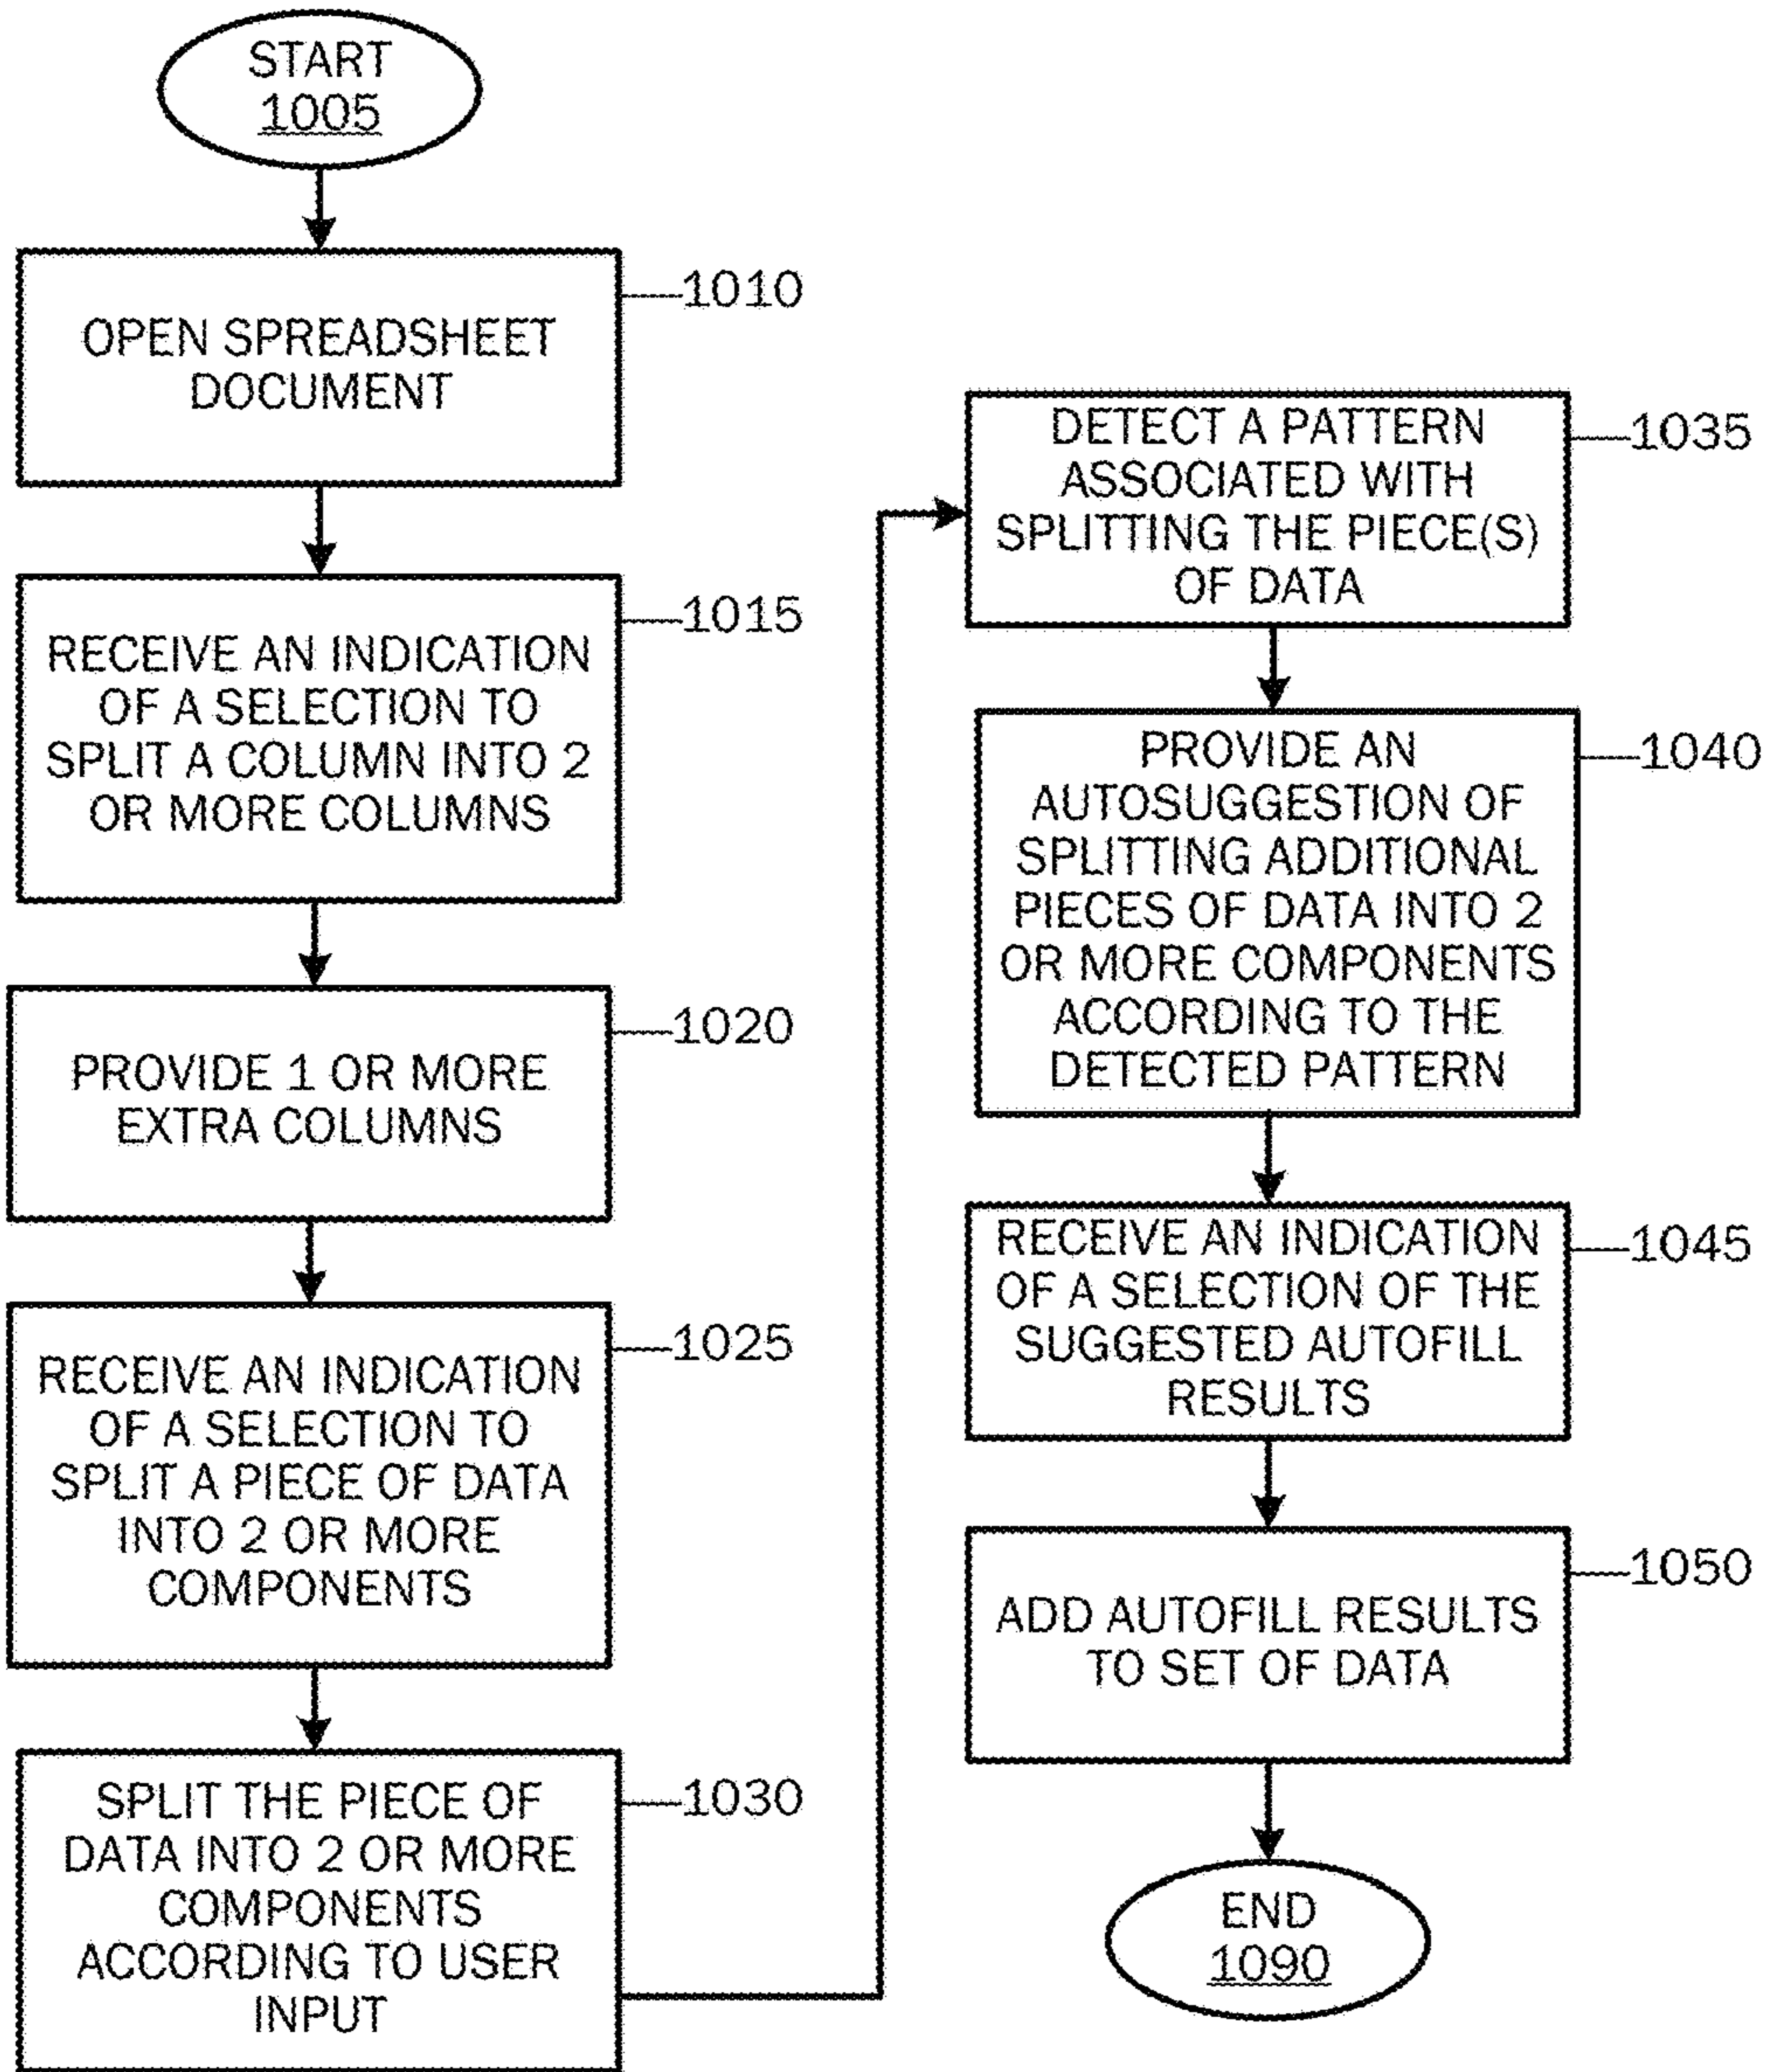 START
1005
OPEN SPREADSHEET
DOCUMENT
1010
RECEIVE AN INDICATION
OF A SELECTION TO
SPLIT A COLUMN INTO 2
OR MORE COLUMNS
1015
PROVIDE 1 OR MORE
EXTRA COLUMNS
1020
RECEIVE AN INDICATION
OF A SELECTION TO
SPLIT A PIECE OF DATA
INTO 2 OR MORE
COMPONENTS
1025
SPLIT THE PIECE OF
DATA INTO 2 OR MORE
COMPONENTS
ACCORDING TO USER
INPUT
1030
DETECT A PATTERN
ASSOCIATED WITH
SPLITTING THE PIECE(S)
OF DATA
1035
PROVIDE AN
AUTOSUGGESTION OF
SPLITTING ADDITIONAL
PIECES OF DATA INTO 2
OR MORE COMPONENTS
ACCORDING TO THE
DETECTED PATTERN
1040
RECEIVE AN INDICATION
OF A SELECTION OF THE
SUGGESTED AUTOFILL
RESULTS
1045
ADD AUTOFILL RESULTS
TO SET OF DATA
1050
END
1090